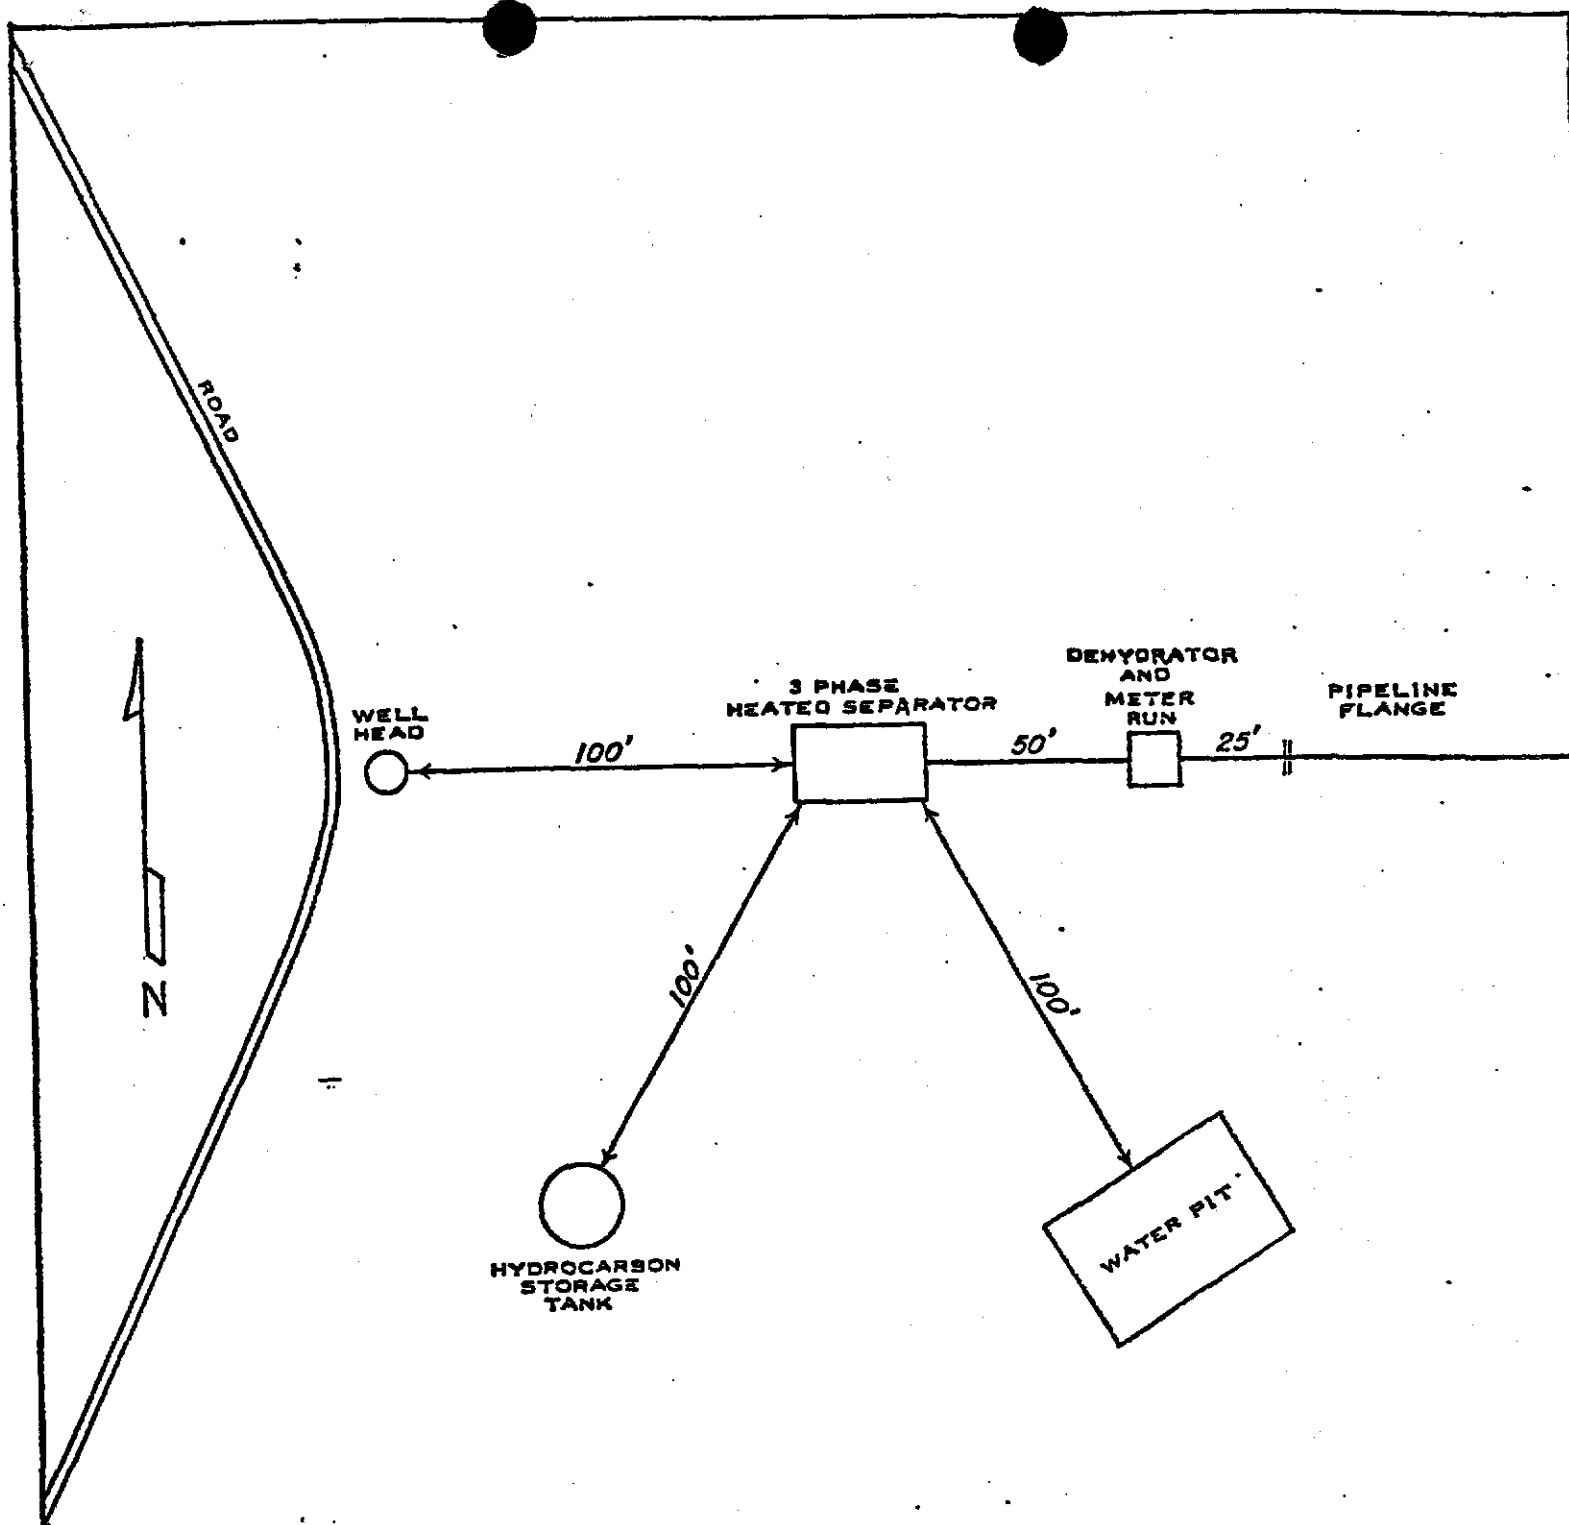 ROAD
WELL
HEAD
100'
3 PHASE
HEATED SEPARATOR
50'
DEHYDRATOR
AND
METER
RUN
25'
PIPELINE
FLANGE
100'
100'
N
HYDROCARBON
STORAGE
TANK
WATER PIT